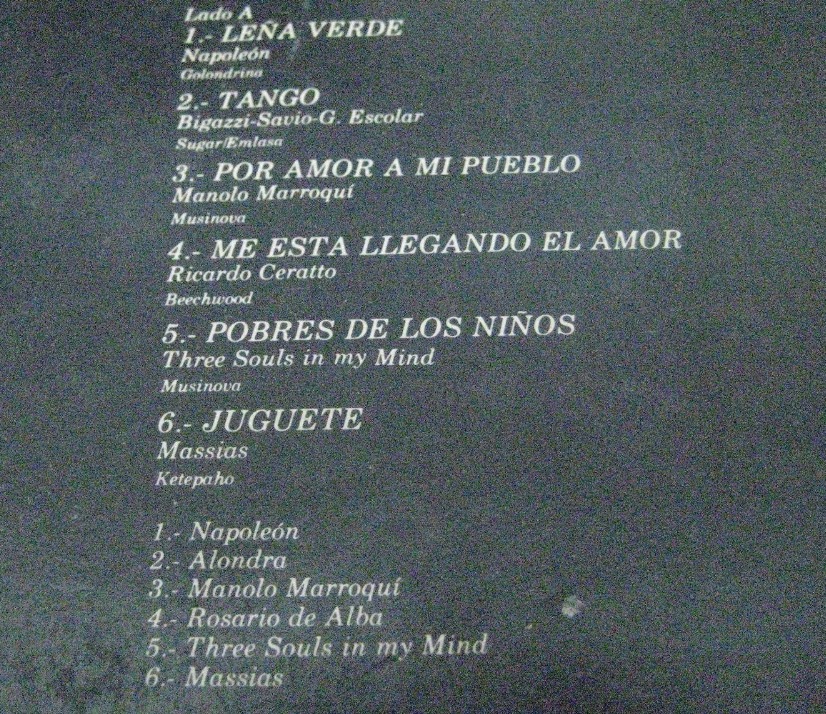 Lado A
1.- LEÑA VERDE
Napoleón
Golondrina
2.- TANGO
Bigazzi-Savio-G. Escolar
Sugar/Emlasa
3.- POR AMOR A MI PUEBLO
Manolo Marroquí
Musinova
4.- ME ESTA LLEGANDO EL AMOR
Ricardo Ceratto
Beechwood
5.- POBRES DE LOS NIÑOS
Three Souls in my Mind
Musinova
6.- JUGUETE
Massias
Ketepaho
1.- Napoleón
2.- Alondra
3.- Manolo Marroquí
4.- Rosario de Alba
5.- Three Souls in my Mind
6.- Massias